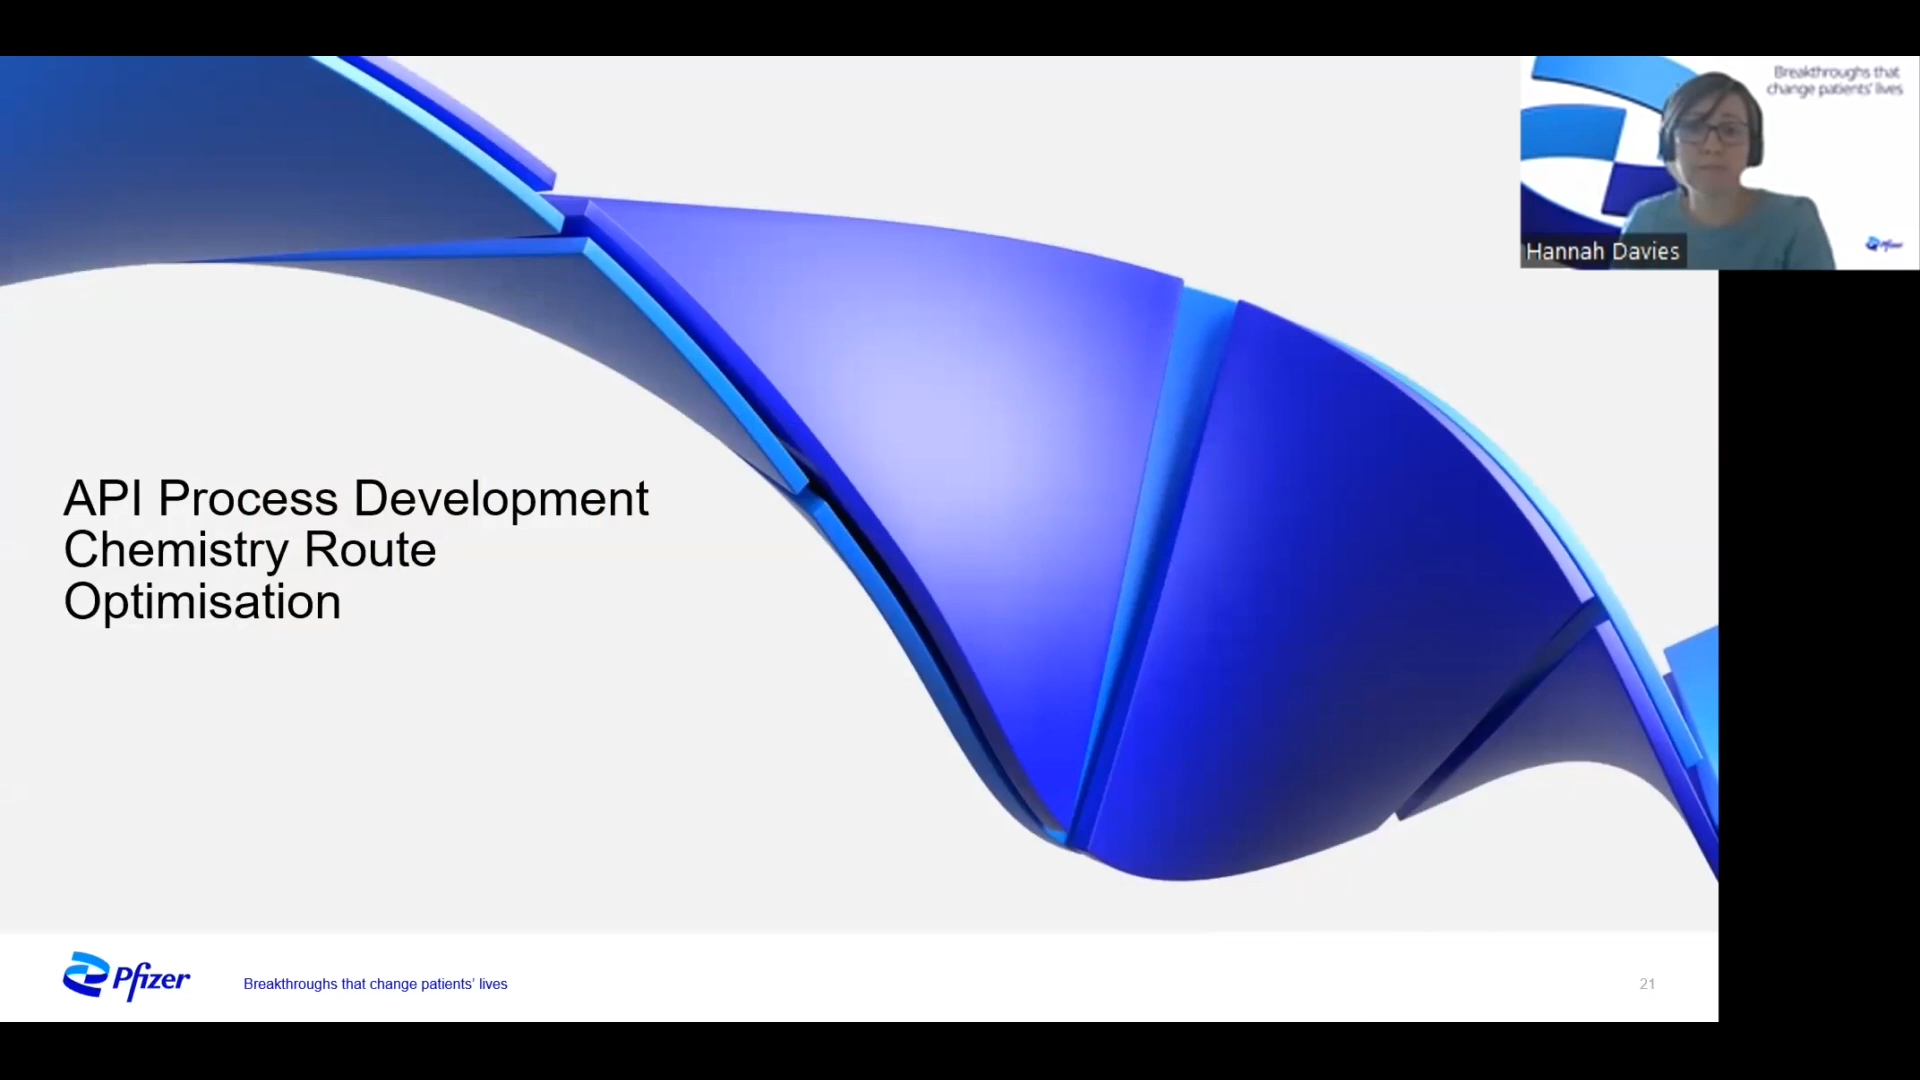 Breakthroughs that
change patients' lives
Pfizer
Hannah Davies
API Process Development
Chemistry Route
Optimisation
Pfizer
Breakthroughs that change patients' lives
21